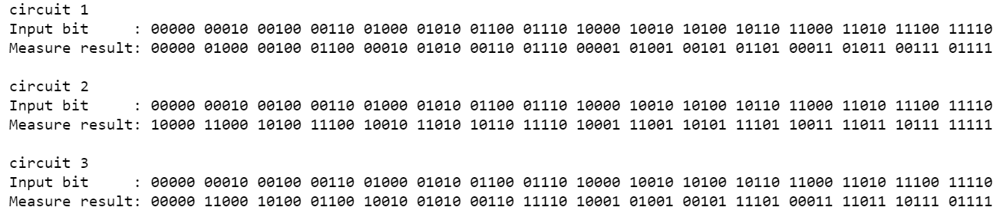 circuit 1
Input bit     : 00000 00010 00100 00110 01000 01010 01100 01110 10000 10010 10100 10110 11000 11010 11100 11110
Measure result: 00000 01000 00100 01100 00010 01010 00110 01110 00001 01001 00101 01101 00011 01011 00111 01111
circuit 2
Input bit     : 00000 00010 00100 00110 01000 01010 01100 01110 10000 10010 10100 10110 11000 11010 11100 11110
Measure result: 10000 11000 10100 11100 10010 11010 10110 11110 10001 11001 10101 11101 10011 11011 10111 11111
circuit 3
Input bit     : 00000 00010 00100 00110 01000 01010 01100 01110 10000 10010 10100 10110 11000 11010 11100 11110
Measure result: 00000 11000 10100 01100 10010 01010 00110 11110 10001 01001 00101 11101 00011 11011 10111 01111